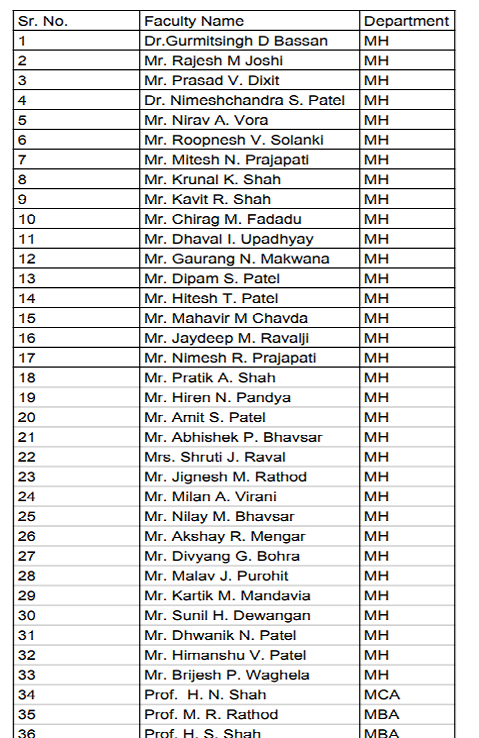 Sr. No. Faculty Name Department
1 Dr.Gurmitsingh D Bassan MH
2 Mr. Rajesh M Joshi MH
3 Mr. Prasad V. Dixit MH
4 Dr. Nimeshchandra S. Patel MH
5 Mr. Nirav A. Vora MH
6 Mr. Roopnesh V. Solanki MH
7 Mr. Mitesh N. Prajapati MH
8 Mr. Krunal K. Shah MH
9 Mr. Kavit R. Shah MH
10 Mr. Chirag M. Fadadu MH
11 Mr. Dhaval I. Upadhyay MH
12 Mr. Gaurang N. Makwana MH
13 Mr. Dipam S. Patel MH
14 Mr. Hitesh T. Patel MH
15 Mr. Mahavir M Chavda MH
16 Mr. Jaydeep M. Ravalji MH
17 Mr. Nimesh R. Prajapati MH
18 Mr. Pratik A. Shah MH
19 Mr. Hiren N. Pandya MH
20 Mr. Amit S. Patel MH
21 Mr. Abhishek P. Bhavsar MH
22 Mrs. Shruti J. Raval MH
23 Mr. Jignesh M. Rathod MH
24 Mr. Milan A. Virani MH
25 Mr. Nilay M. Bhavsar MH
26 Mr. Akshay R. Mengar MH
27 Mr. Divyang G. Bohra MH
28 Mr. Malav J. Purohit MH
29 Mr. Kartik M. Mandavia MH
30 Mr. Sunil H. Dewangan MH
31 Mr. Dhwanik N. Patel MH
32 Mr. Himanshu V. Patel MH
33 Mr. Brijesh P. Waghela MH
34 Prof. H. N. Shah MCA
35 Prof. M. R. Rathod MBA
36 Prof. H. S. Shah MBA